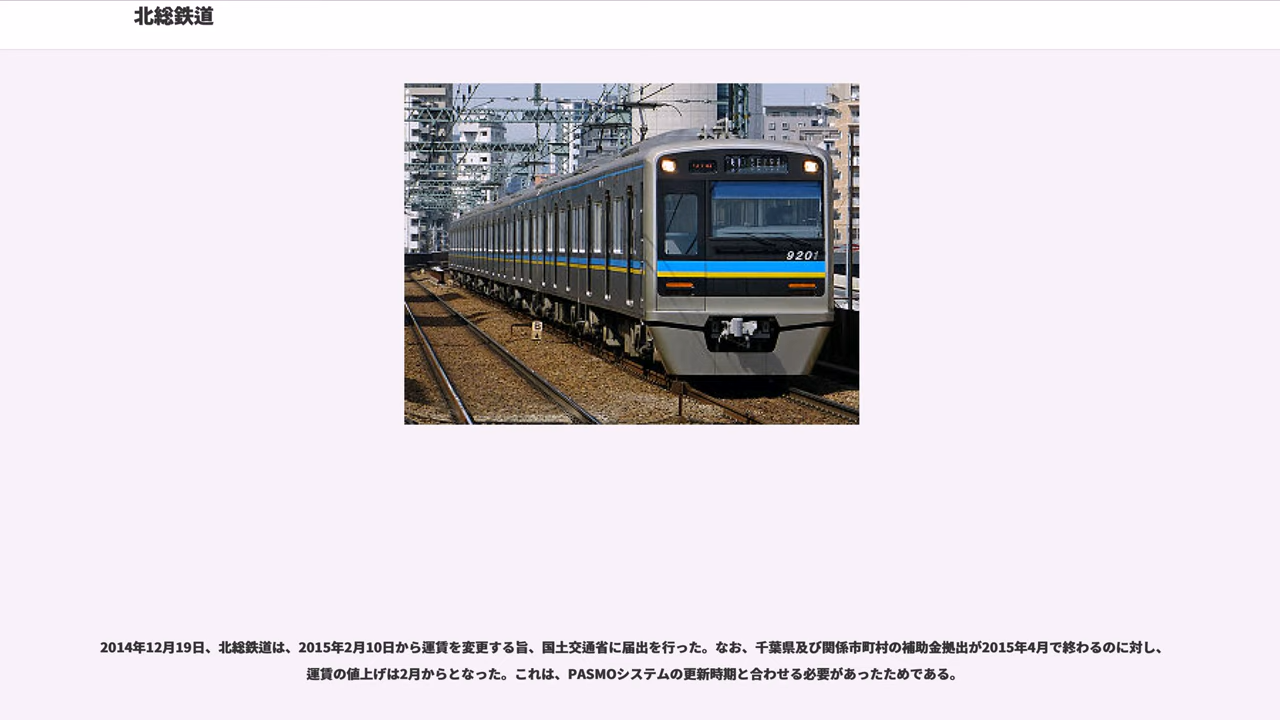 北総鉄道
9201
2014年12月19日、北総鉄道は、2015年2月10日から運賃を変更する旨、国土交通省に届出を行った。なお、千葉県及び関係市町村の補助金拠出が2015年4月で終わるのに対し、
運賃の値上げは2月からとなった。これは、PASMOシステムの更新時期と合わせる必要があったためである。